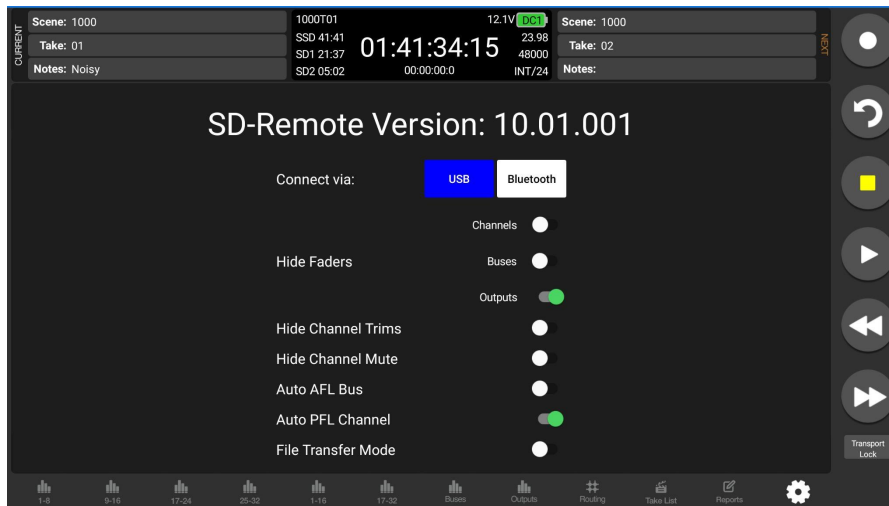 CURRENT
Scene: 1000
Take: 01
Notes: Noisy
1000T01
12.1V DC1
SSD 41:41
SD1 21:37
SD2 05:02
01:41:34:15
00:00:00:0
23.98
48000
INT/24
Scene: 1000
Take: 02
Notes:
NEXT
SD-Remote Version: 10.01.001
Connect via:
USB
Bluetooth
Hide Faders
Channels
Buses
Outputs
Hide Channel Trims
Hide Channel Mute
Auto AFL Bus
Auto PFL Channel
File Transfer Mode
Transport
Lock
1-8
9-16
17-24
25-32
1-16
17-32
Buses
Outputs
Routing
Take List
Reports